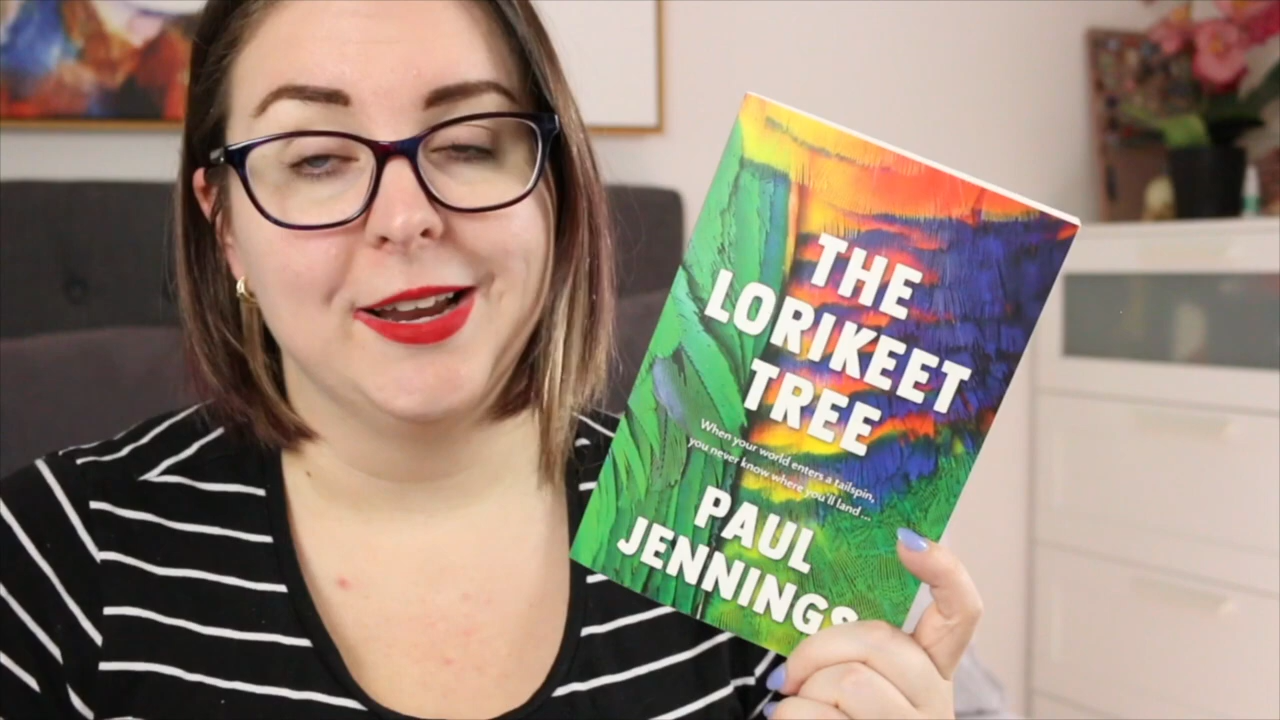 THE
LORIKEET
TREE
When your world enters a tailspin,
you never know where you'll land ...
PAUL
JENNINGS